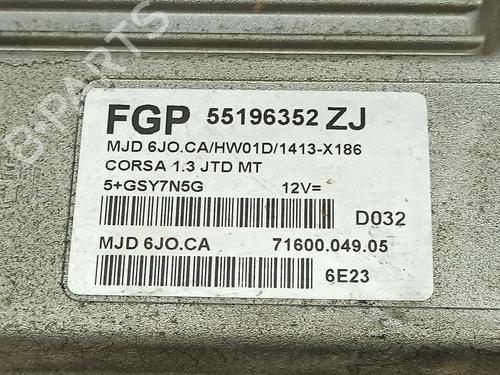 B-PARTS
FGP 55196352 ZJ
MJD 6JO.CA/HW01D/1413-X186
CORSA 1.3 JTD MT
5+GSY7N5G 12V=
D032
MJD 6JO.CA 71600.049.05
6E23